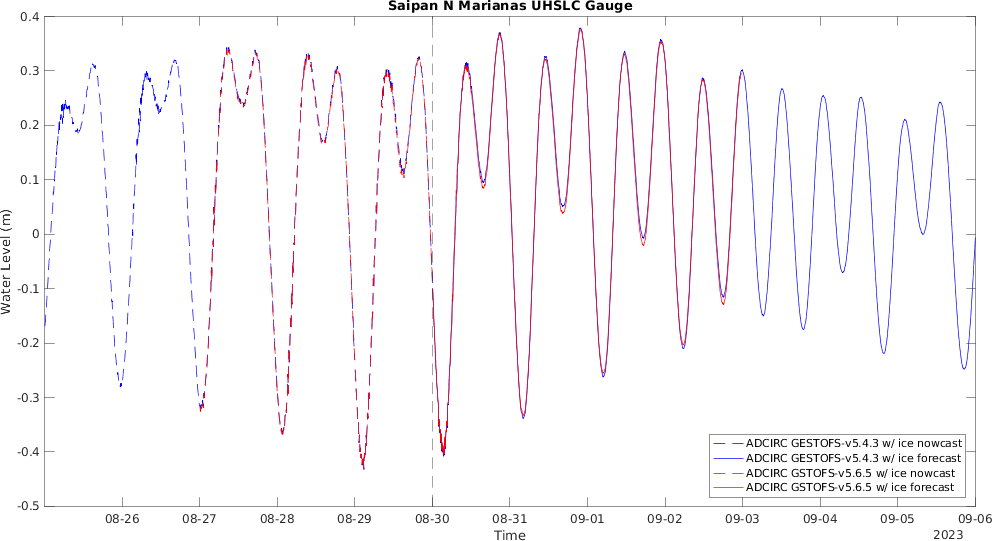 Saipan N Marianas UHSLC Gauge
Water Level (m)
0.4
0.3
0.2
0.1
0
-0.1
-0.2
-0.3
-0.4
-0.5
ADCIRC GESTOFS-v5.4.3 w/ ice nowcast
ADCIRC GESTOFS-v5.4.3 w/ ice forecast
ADCIRC GSTOFS-v5.6.5 w/ ice nowcast
ADCIRC GSTOFS-v5.6.5 w/ ice forecast
08-26 08-27 08-28 08-29 08-30 08-31 09-01 09-02 09-03 09-04 09-05 09-06
Time
2023